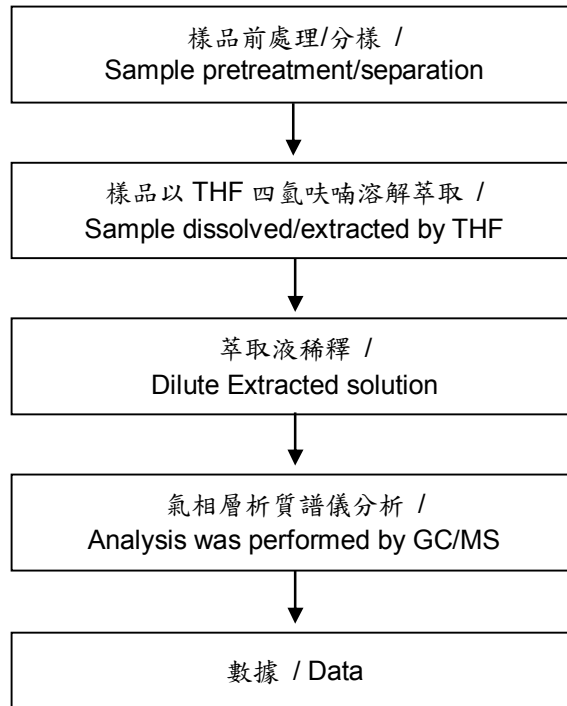 樣品前處理/分樣 /
Sample pretreatment/separation
樣品以 THF 四氫呋喃溶解萃取 /
Sample dissolved/extracted by THF
萃取液稀釋 /
Dilute Extracted solution
氣相層析質譜儀分析 /
Analysis was performed by GC/MS
數據 / Data